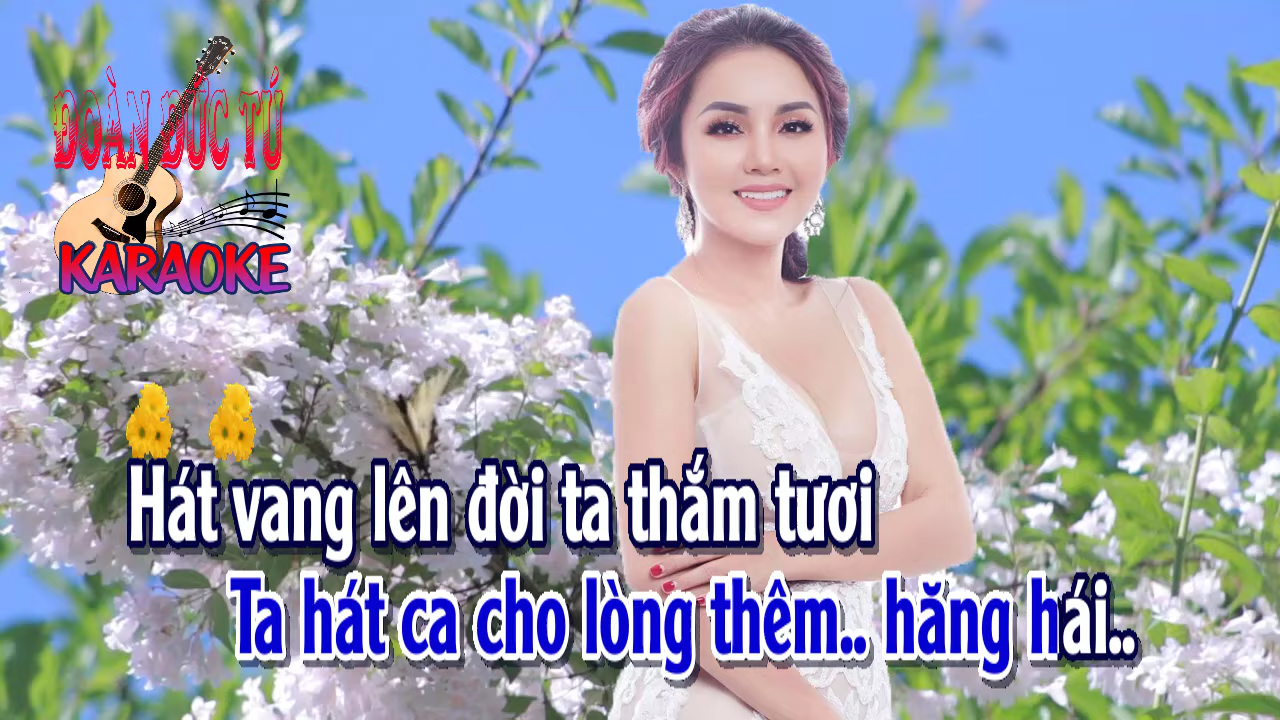 ĐOÀN ĐỨC TÚ
KARAOKE
Hát vang lên đời ta thắm tươi
Ta hát ca cho lòng thêm.. hăng hái..